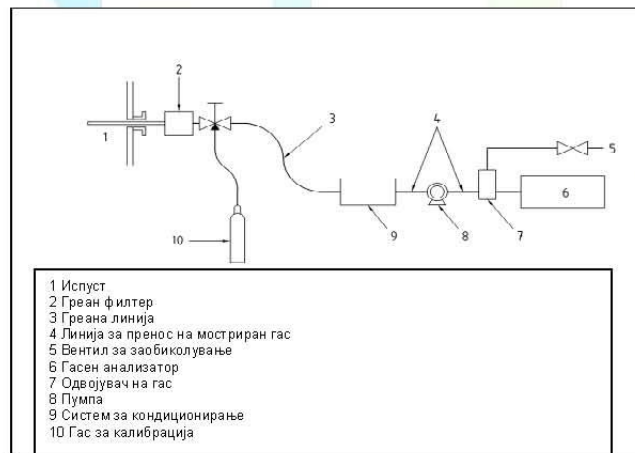 2
3
4
5
1
6
10
9
8
7
1 Испуст
2 Греан филтер
3 Греана линија
4 Линија за пренос на мостриран гас
5 Вентил за заобиколување
6 Гасен анализатор
7 Одвојувач на гас
8 Пумпа
9 Систем за кондиционирање
10 Гас за калибрација